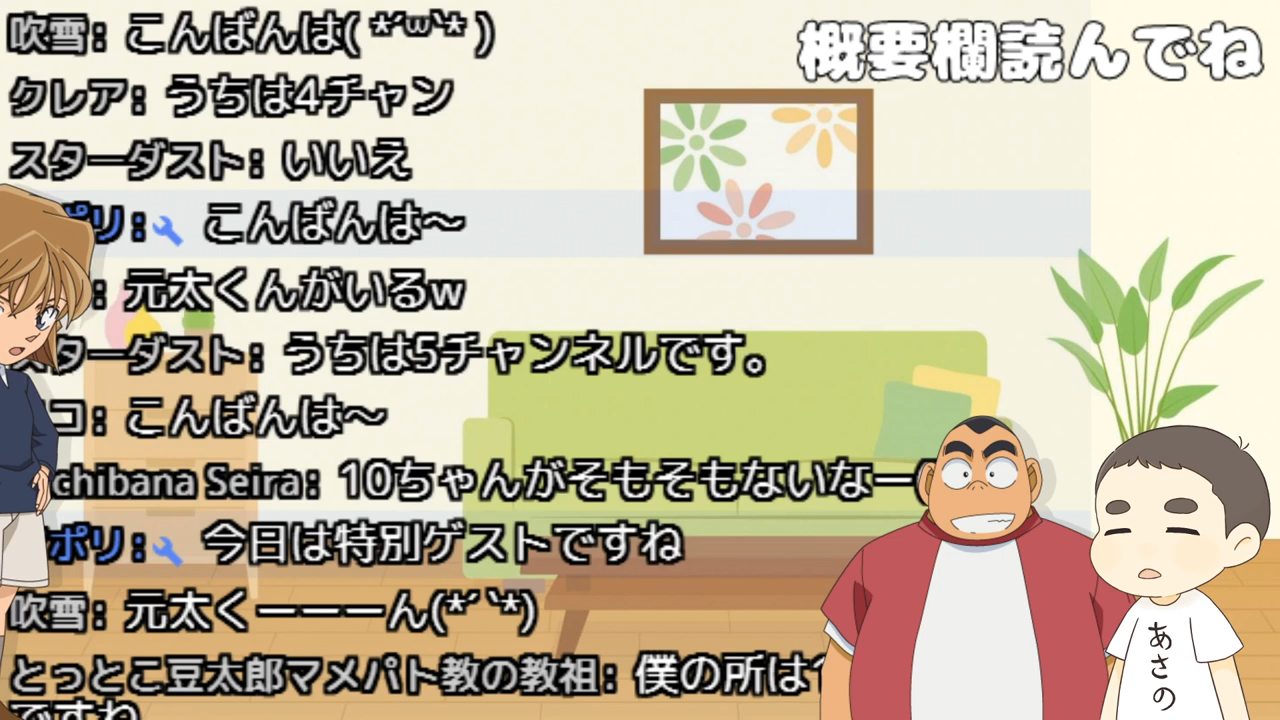 吹雪: こんばんは( *´꒳`* )
概要欄読んでね
クレア: うちは4チャン
スターダスト: いいえ
ポリ: こんばんは～
: 元太くんがいるw
ターダスト: うちは5チャンネルです。
コ: こんばんは～
chibana Seira: 10ちゃんがそもそもないなー(
ポリ: 今日は特別ゲストですね
吹雪: 元太くーーーん(*´`*)
とっとこ豆太郎マメパト教の教祖: 僕の所は
ですね
あさの